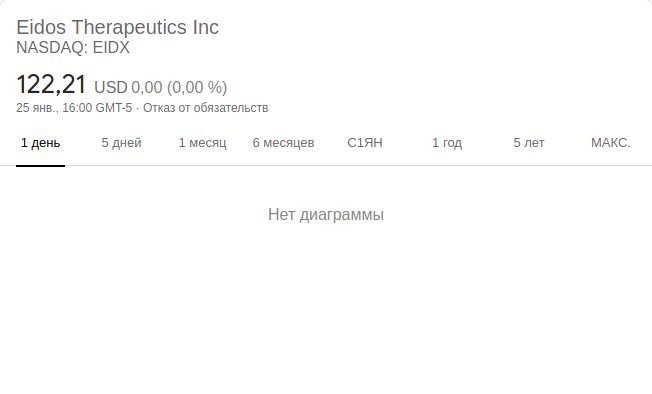 Eidos Therapeutics Inc
NASDAQ: EIDX
122,21 USD 0,00 (0,00 %)
25 янв., 16:00 GMT-5 · Отказ от обязательств
1 день 5 дней 1 месяц 6 месяцев С1ЯН 1 год 5 лет МАКС.
Нет диаграммы